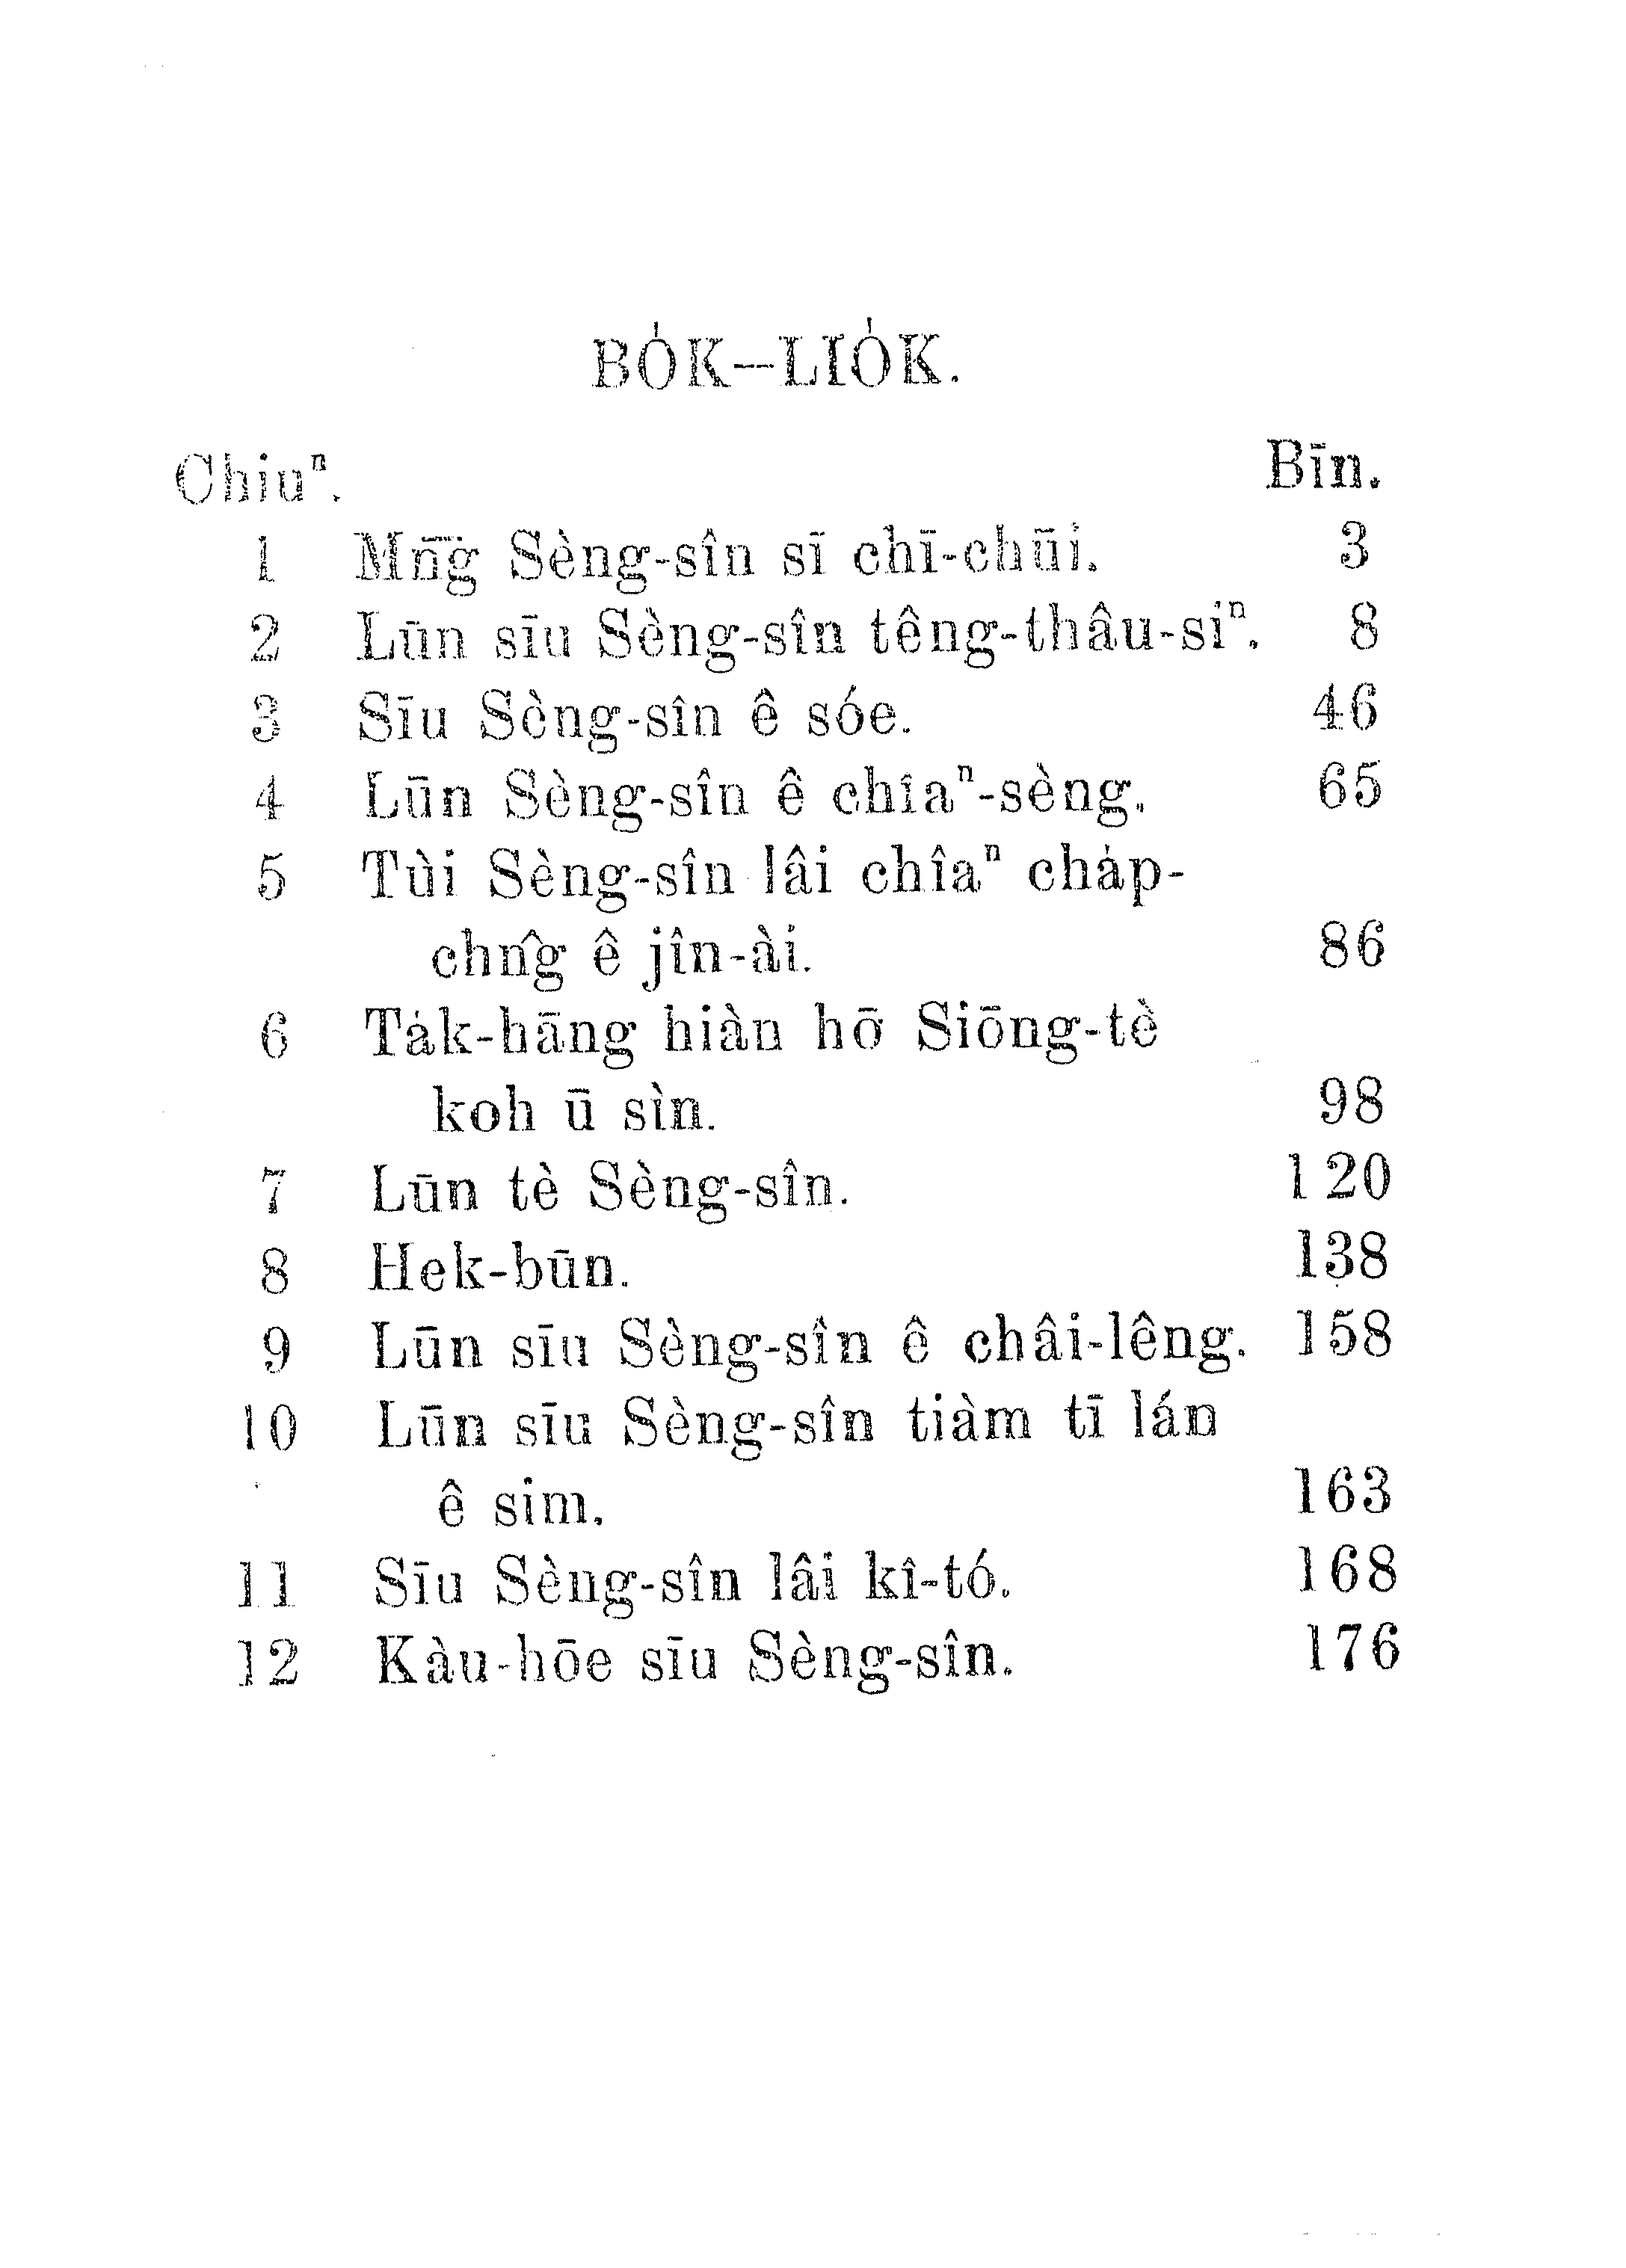 BO̍K–LIO̍K.
Chiuⁿ. Bīn.
1 Mn̄g Sèng-sîn sī chī-chūi. 3
2 Lūn sīu Sèng-sîn têng-thâu-siⁿ. 8
3 Sīu Sèng-sîn ê sóe. 46
4 Lūn Sèng-sîn ê chîaⁿ-sèng. 65
5 Tùi Sèng-sîn lâi chîaⁿ cha̍p-
chn̂g ê jîn-ài. 86
6 Ta̍k-hāng hiàn hō͘ Siōng-tè
koh ū sìn. 98
7 Lūn tè Sèng-sîn. 120
8 Hek-būn. 138
9 Lūn sīu Sèng-sîn ê châi-lêng. 158
10 Lūn sīu Sèng-sîn tiàm tī lán
ê sim. 163
11 Sīu Sèng-sîn lâi kî-tó. 168
12 Kàu-hōe sīu Sèng-sîn. 176